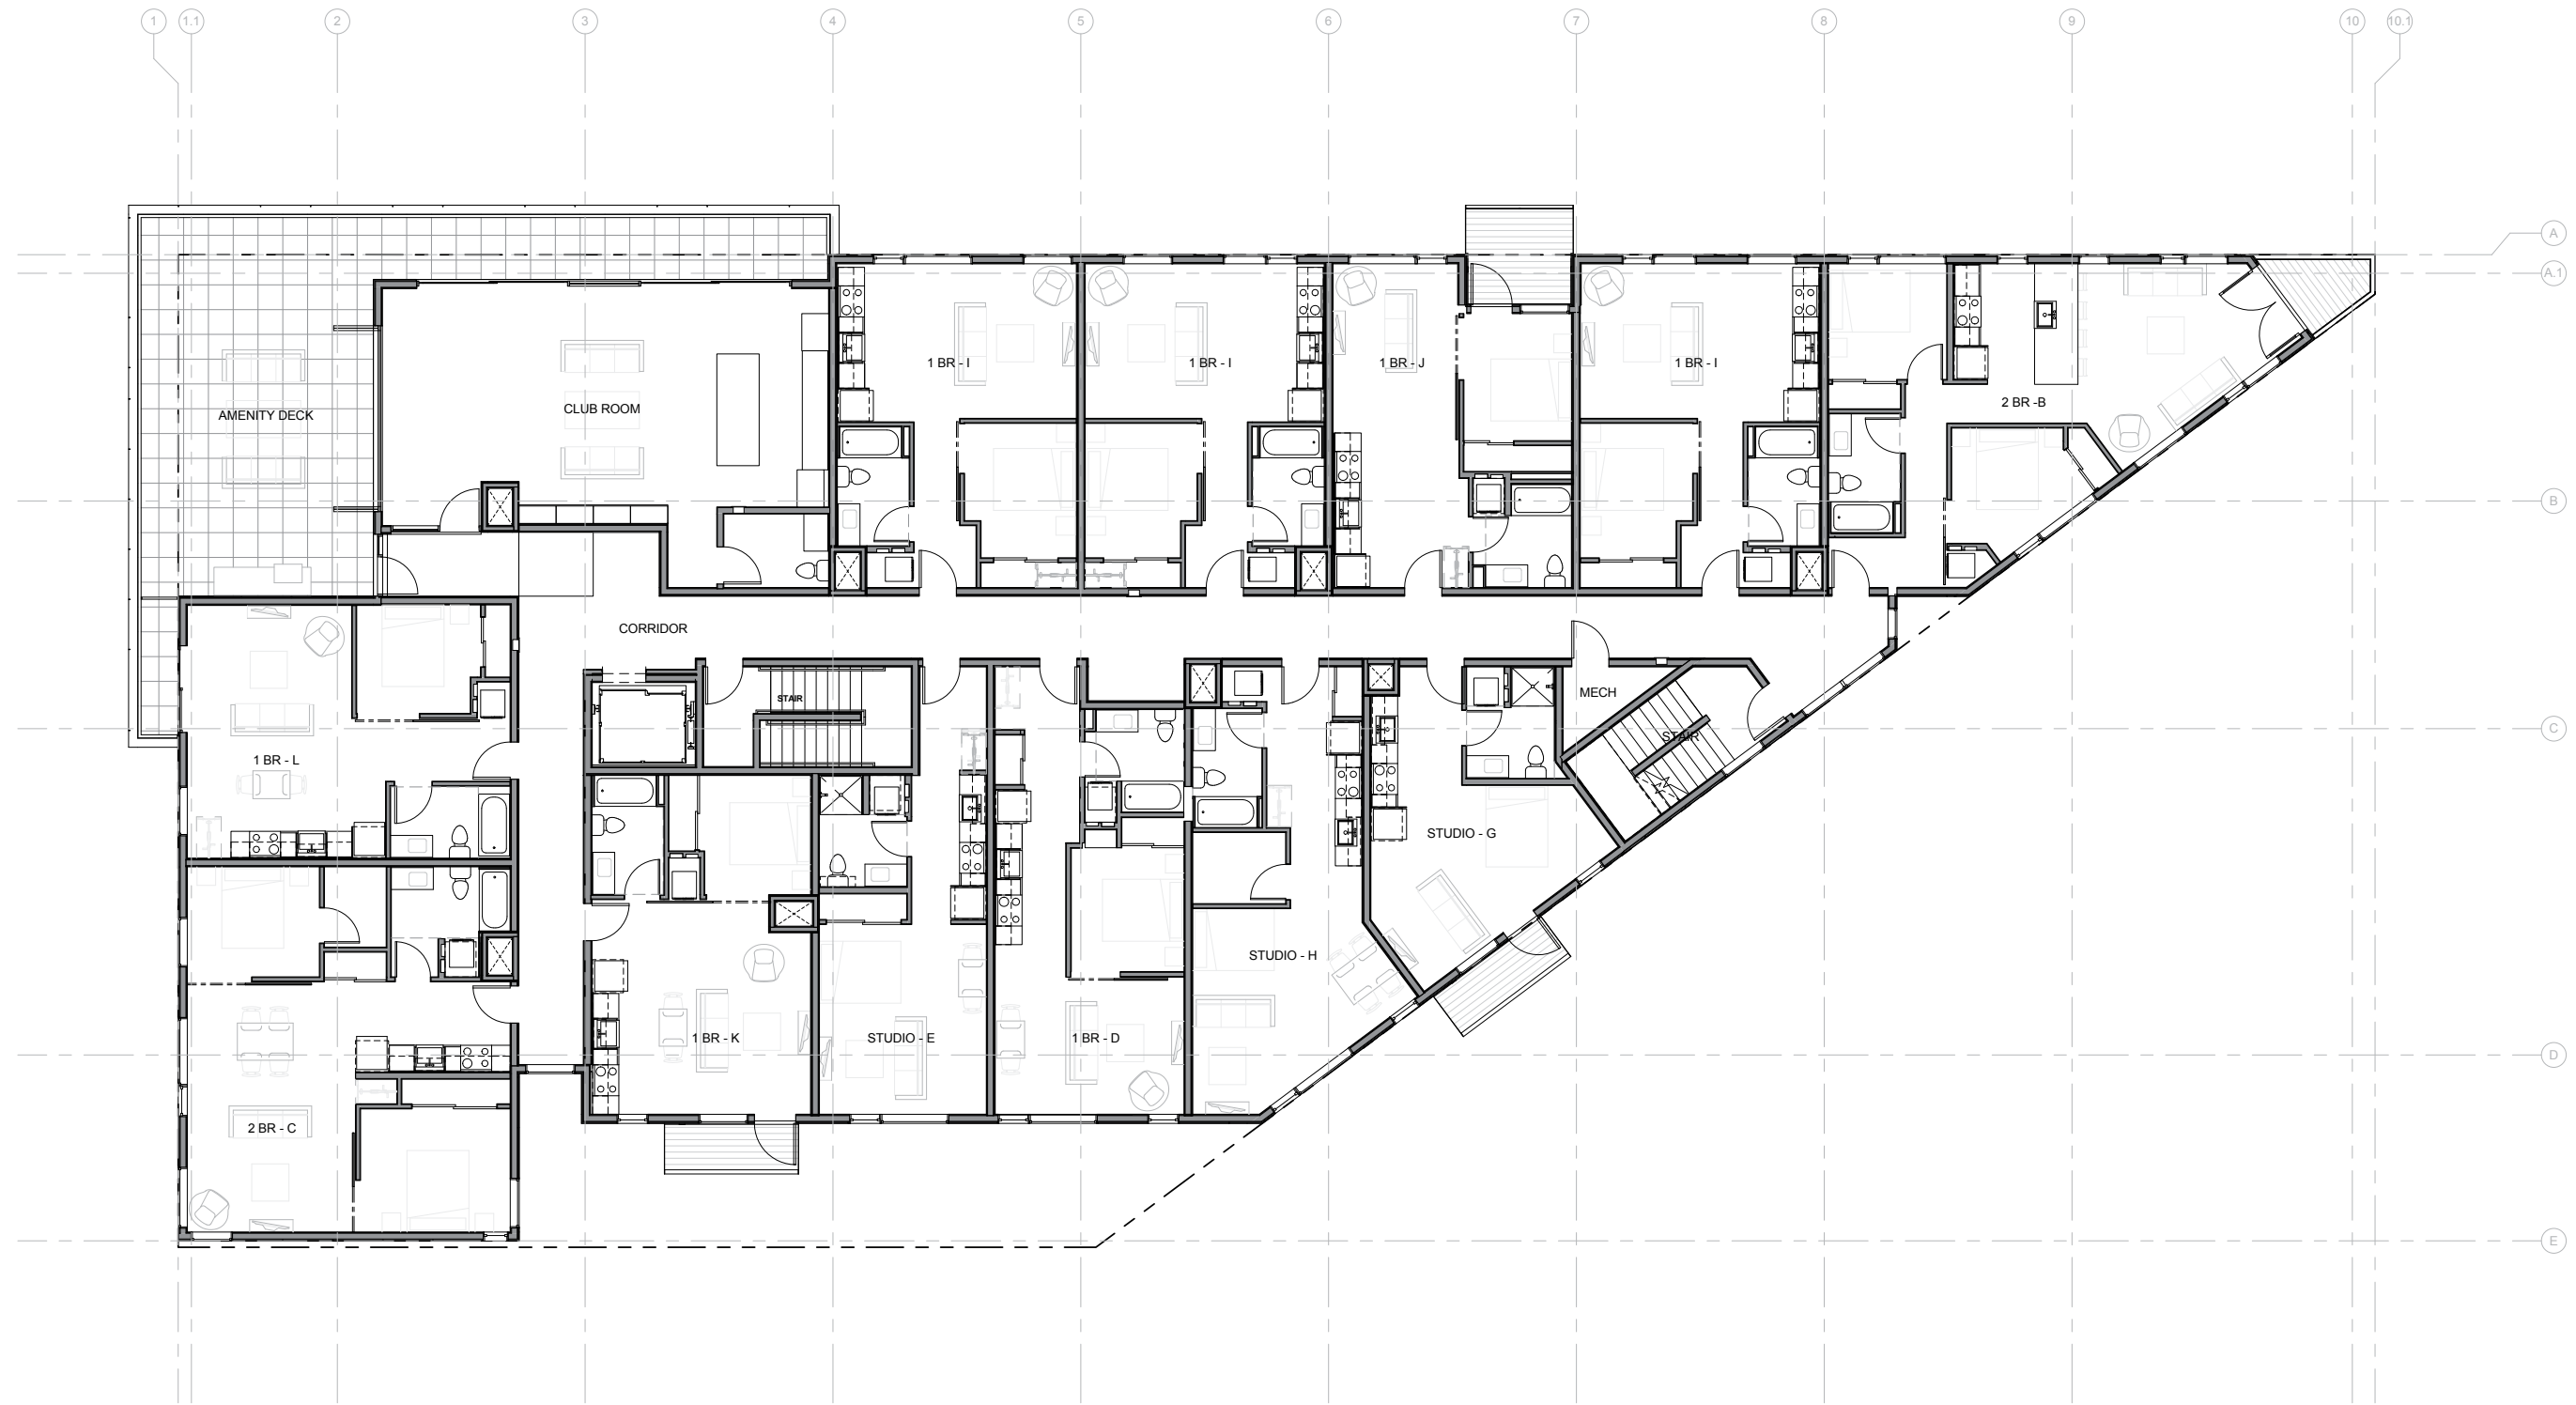 1 1.1 2 3 4 5 6 7 8 9 10 10.1
A
A.1
1 BR - I
1 BR - I
1 BR - J
1 BR - I
2 BR -B
AMENITY DECK
CLUB ROOM
B
CORRIDOR
STAIR
MECH
STAIR
C
1 BR - L
STUDIO - G
STUDIO - H
1 BR - K
STUDIO - E
1 BR - D
D
2 BR - C
E